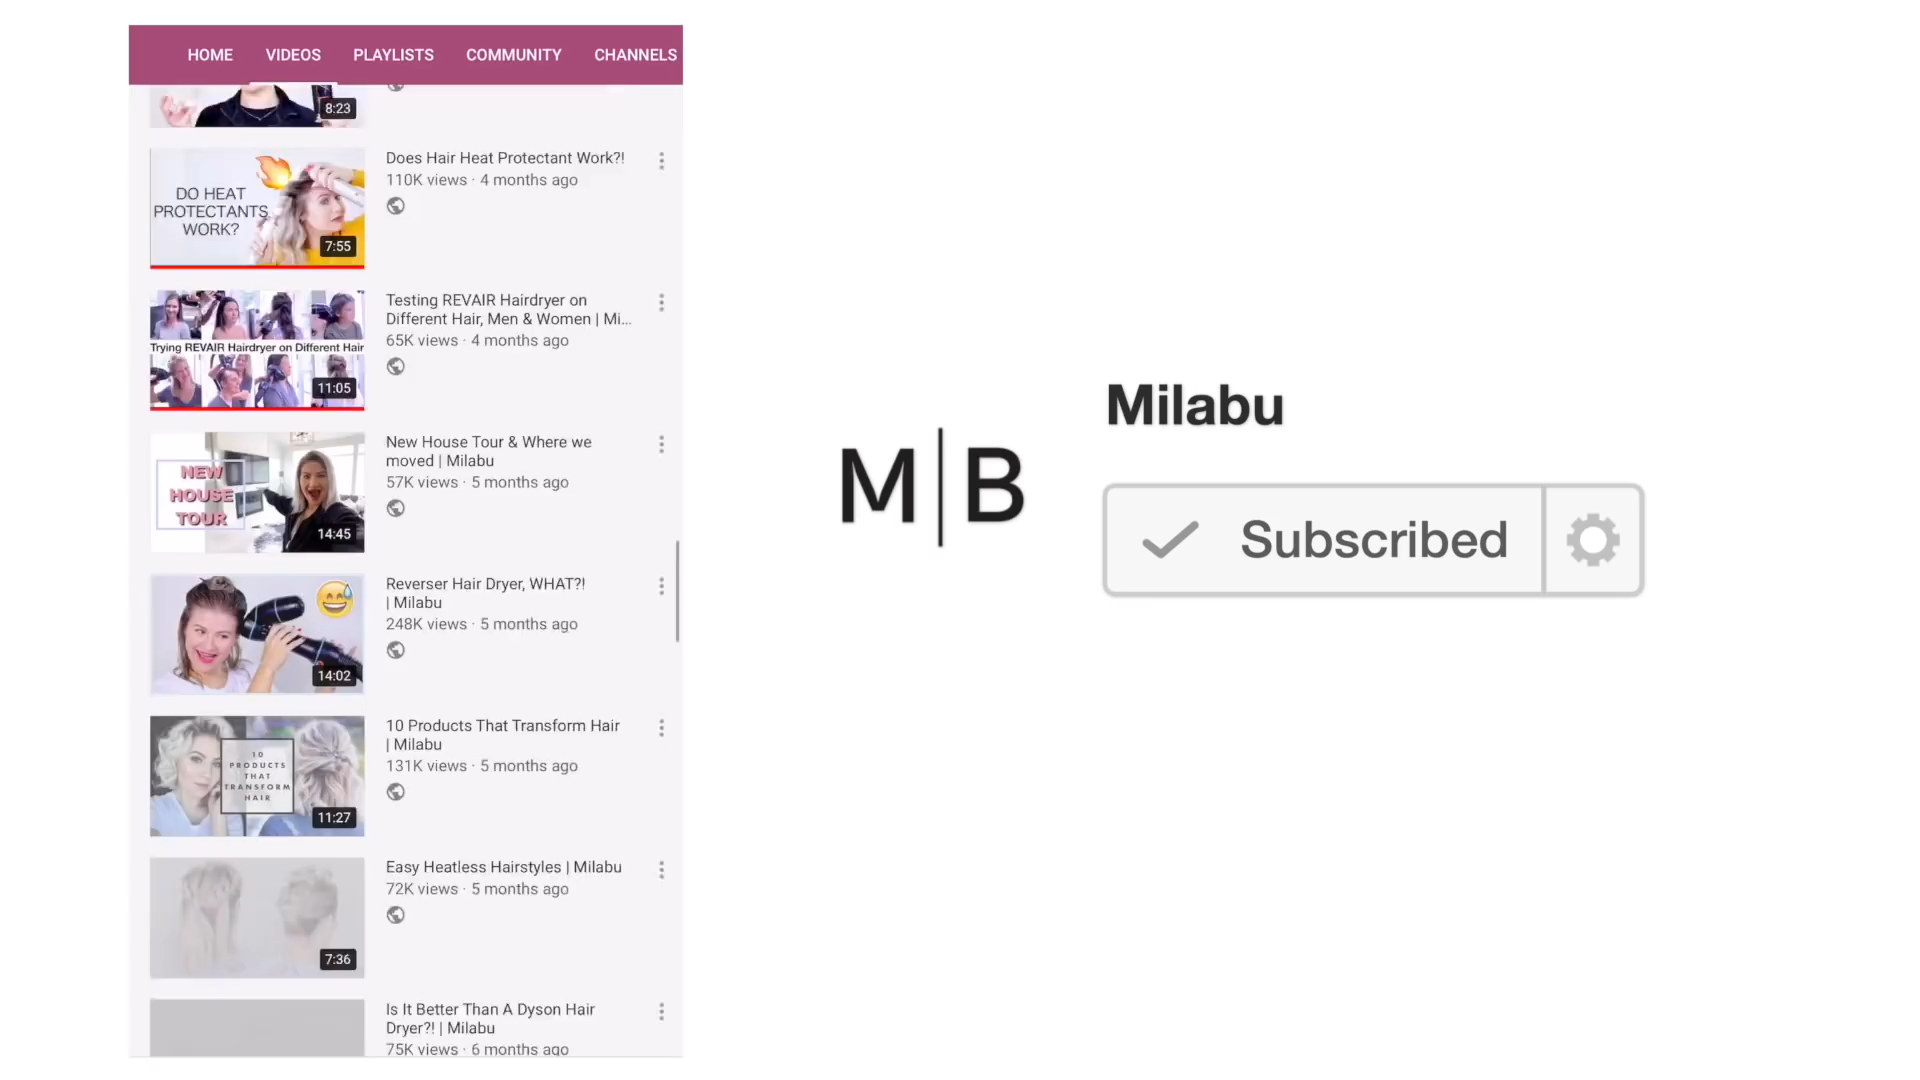 HOME VIDEOS PLAYLISTS COMMUNITY CHANNELS
8:23
DO HEAT
PROTECTANTS
WORK?
7:55
Does Hair Heat Protectant Work?!
110K views · 4 months ago
Trying REVAIR Hairdryer on Different Hair
11:05
Testing REVAIR Hairdryer on
Different Hair, Men & Women | Mi...
65K views · 4 months ago
NEW
HOUSE
TOUR
14:45
New House Tour & Where we
moved | Milabu
57K views · 5 months ago
14:02
Reverser Hair Dryer, WHAT?!
| Milabu
248K views · 5 months ago
10
PRODUCTS
THAT
TRANSFORM
HAIR
11:27
10 Products That Transform Hair
| Milabu
131K views · 5 months ago
7:36
Easy Heatless Hairstyles | Milabu
72K views · 5 months ago
Is It Better Than A Dyson Hair
Dryer?! | Milabu
75K views · 6 months ago
M|B
Milabu
Subscribed